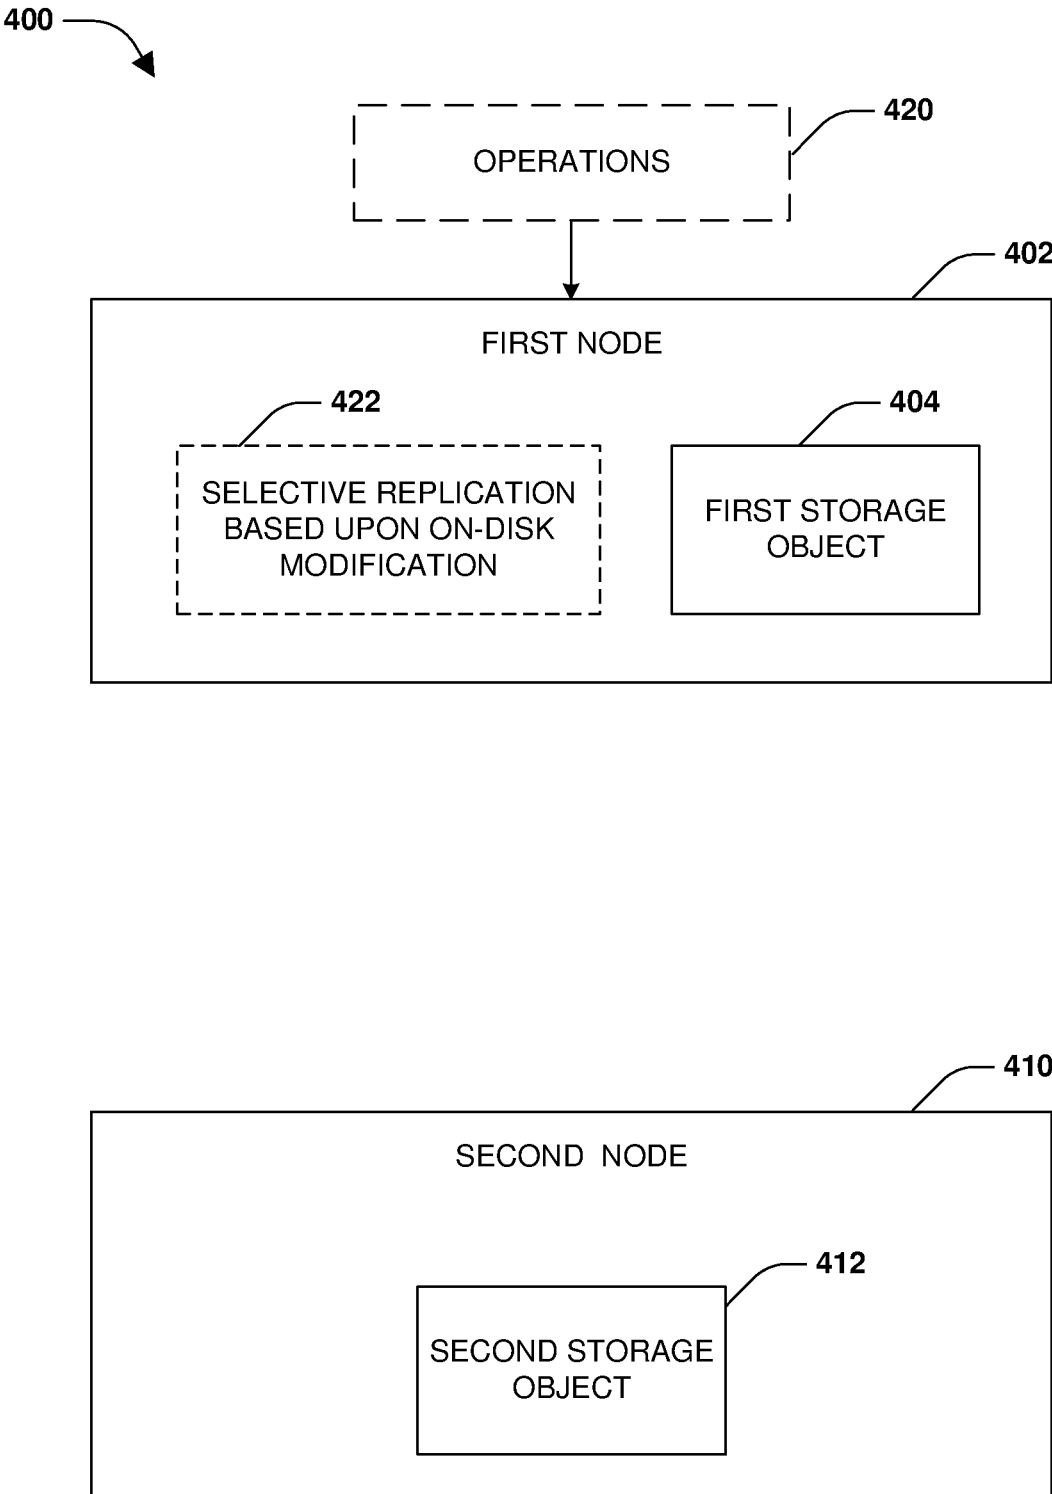 400
420
OPERATIONS
402
FIRST NODE
422
404
SELECTIVE REPLICATION
BASED UPON ON-DISK
MODIFICATION
FIRST STORAGE
OBJECT
410
SECOND NODE
412
SECOND STORAGE
OBJECT